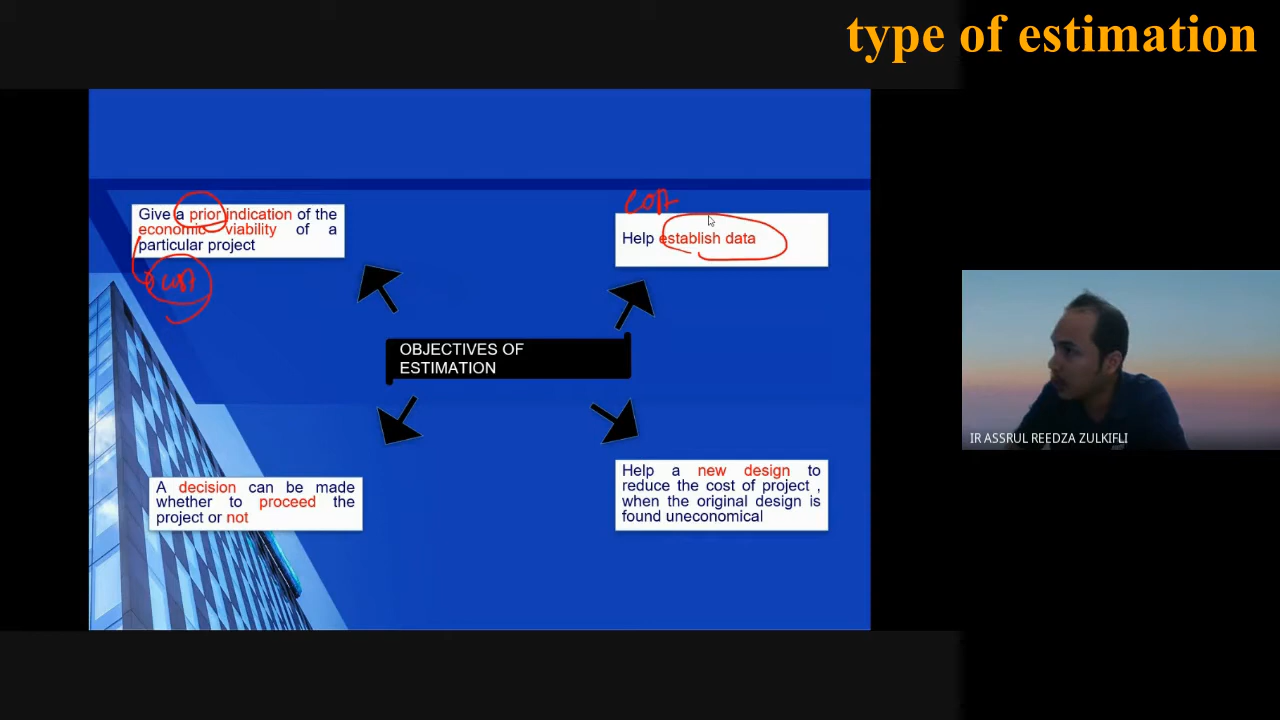 type of estimation
Give a prior indication of the
economic viability of a
particular project
cost
cost
Help establish data
OBJECTIVES OF
ESTIMATION
A decision can be made
whether to proceed the
project or not
Help a new design to
reduce the cost of project ,
when the original design is
found uneconomical
IR ASSRUL REEDZA ZULKIFLI